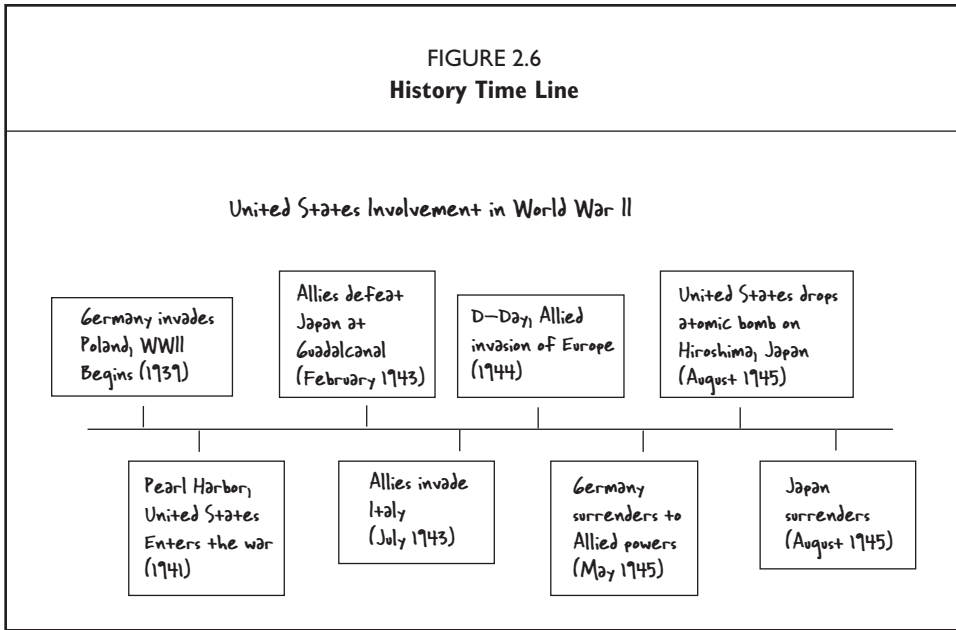 FIGURE 2.6
History Time Line
United States Involvement in World War II
Germany invades
Poland, WWII
Begins (1939)
Allies defeat
Japan at
Guadalcanal
(February 1943)
D-Day, Allied
invasion of Europe
(1944)
United States drops
atomic bomb on
Hiroshima, Japan
(August 1945)
Pearl Harbor,
United States
Enters the war
(1941)
Allies invade
Italy
(July 1943)
Germany
surrenders to
Allied powers
(May 1945)
Japan
surrenders
(August 1945)